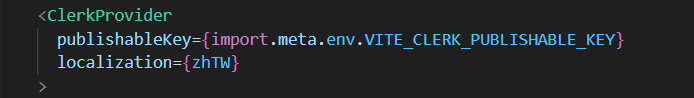 <ClerkProvider
publishableKey={import.meta.env.VITE_CLERK_PUBLISHABLE_KEY}
localization={zhTW}
>